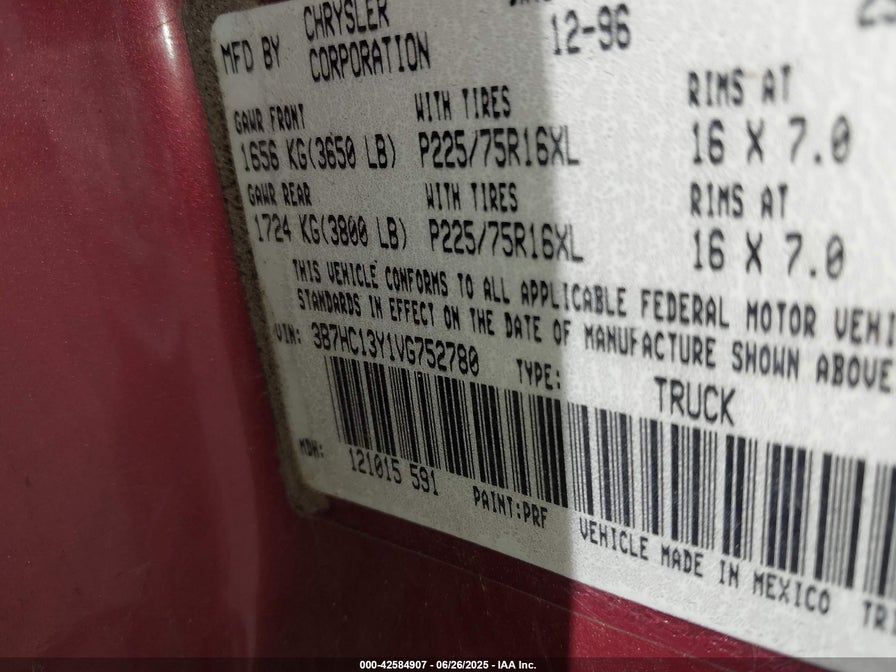 MFD BY CHRYSLER CORPORATION
12-96
GAWR FRONT WITH TIRES RIMS AT
1656 KG(3650 LB) P225/75R16XL 16 X 7.0
GAWR REAR WITH TIRES RIMS AT
1724 KG(3800 LB) P225/75R16XL 16 X 7.0
THIS VEHICLE CONFORMS TO ALL APPLICABLE FEDERAL MOTOR VEHI
STANDARDS IN EFFECT ON THE DATE OF MANUFACTURE SHOWN ABOVE
VIN: 3B7HC13Y1VG752780 TYPE: TRUCK
MDH: 121015 591
PAINT:PRF VEHICLE MADE IN MEXICO TRI
000-42584907 - 06/26/2025 - IAA Inc.